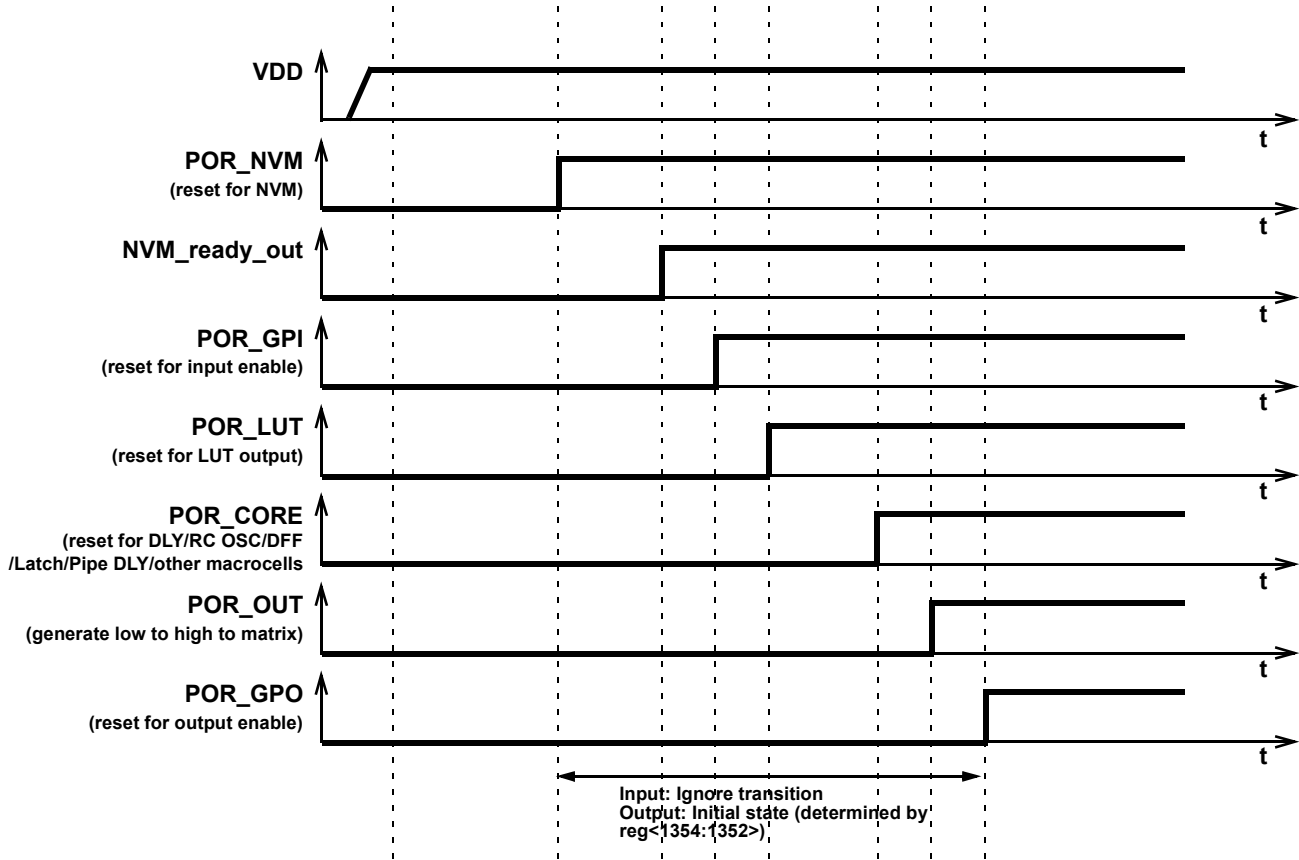 VDD
t
POR_NVM
(reset for NVM)
t
NVM_ready_out
t
POR_GPI
(reset for input enable)
t
POR_LUT
(reset for LUT output)
t
POR_CORE
(reset for DLY/RC OSC/DFF
/Latch/Pipe DLY/other macrocells
t
POR_OUT
(generate low to high to matrix)
t
POR_GPO
(reset for output enable)
t
Input: Ignore transition
Output: Initial state (determined by
reg<1354:1352>)